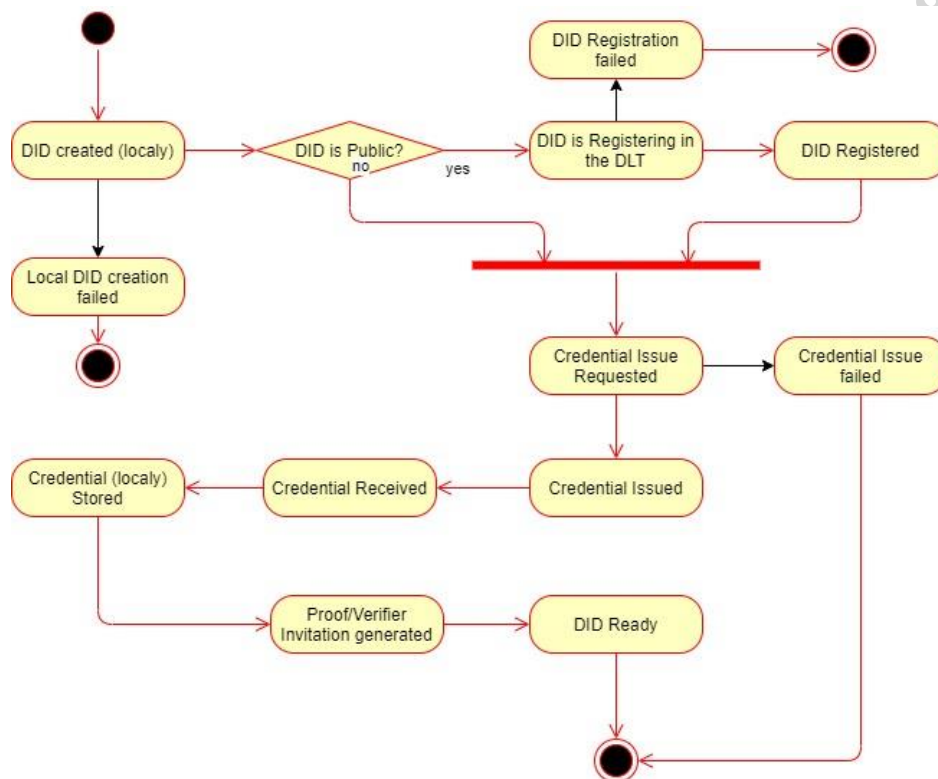 DID Registration
failed
DID created (localy)
DID is Public?
no
yes
DID is Registering in
the DLT
DID Registered
Local DID creation
failed
Credential Issue
Requested
Credential Issue
failed
Credential (localy)
Stored
Credential Received
Credential Issued
Proof/Verifier
Invitation generated
DID Ready